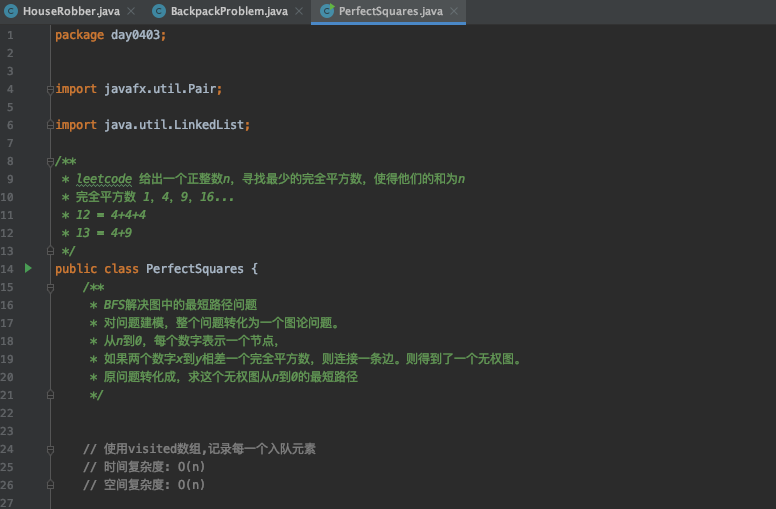 HouseRobber.java × BackpackProblem.java × PerfectSquares.java ×
1 package day0403;
2
3
4 import javafx.util.Pair;
5
6 import java.util.LinkedList;
7
8 /**
9 * leetcode 给出一个正整数n，寻找最少的完全平方数，使得他们的和为n
10 * 完全平方数 1，4，9，16...
11 * 12 = 4+4+4
12 * 13 = 4+9
13 */
14 public class PerfectSquares {
15 /**
16 * BFS解决图中的最短路径问题
17 * 对问题建模，整个问题转化为一个图论问题。
18 * 从n到0，每个数字表示一个节点，
19 * 如果两个数字x到y相差一个完全平方数，则连接一条边。则得到了一个无权图。
20 * 原问题转化成，求这个无权图从n到0的最短路径
21 */
22
23
24 // 使用visited数组,记录每一个入队元素
25 // 时间复杂度: O(n)
26 // 空间复杂度: O(n)
27